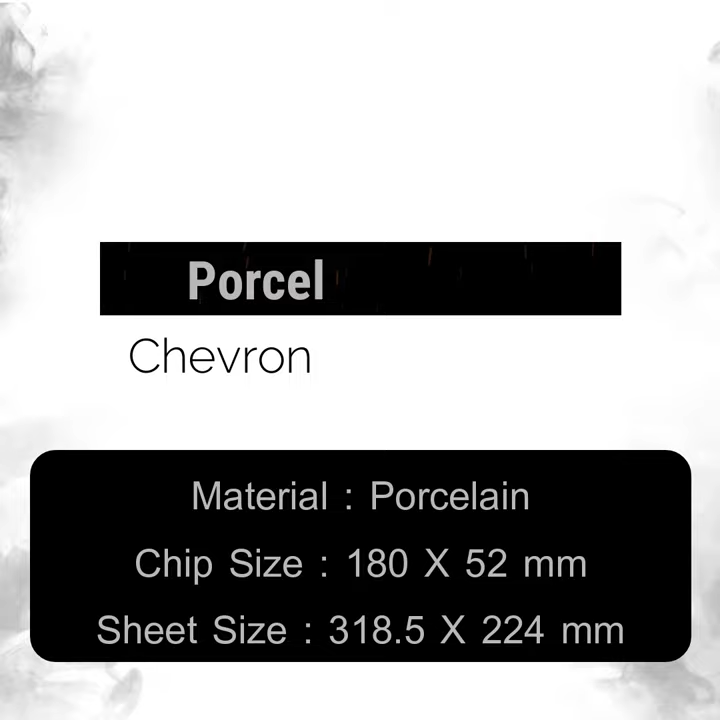 Porcel
Chevron
Material : Porcelain
Chip Size : 180 X 52 mm
Sheet Size : 318.5 X 224 mm